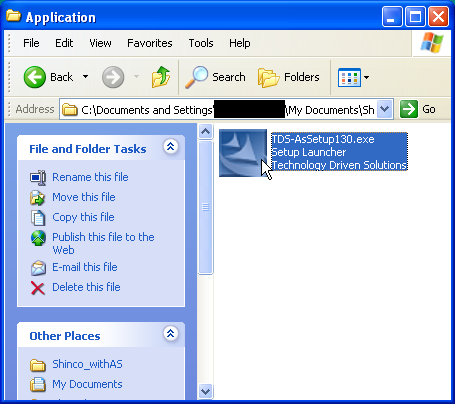 Application
File Edit View Favorites Tools Help
Back Search Folders
Address C:\Documents and Settings \My Documents\Sh Go
File and Folder Tasks
Rename this file
Move this file
Copy this file
Publish this file to the
Web
E-mail this file
Delete this file
Other Places
Shinco_withAS
My Documents
TDS-AsSetup130.exe
Setup Launcher
Technology Driven Solutions